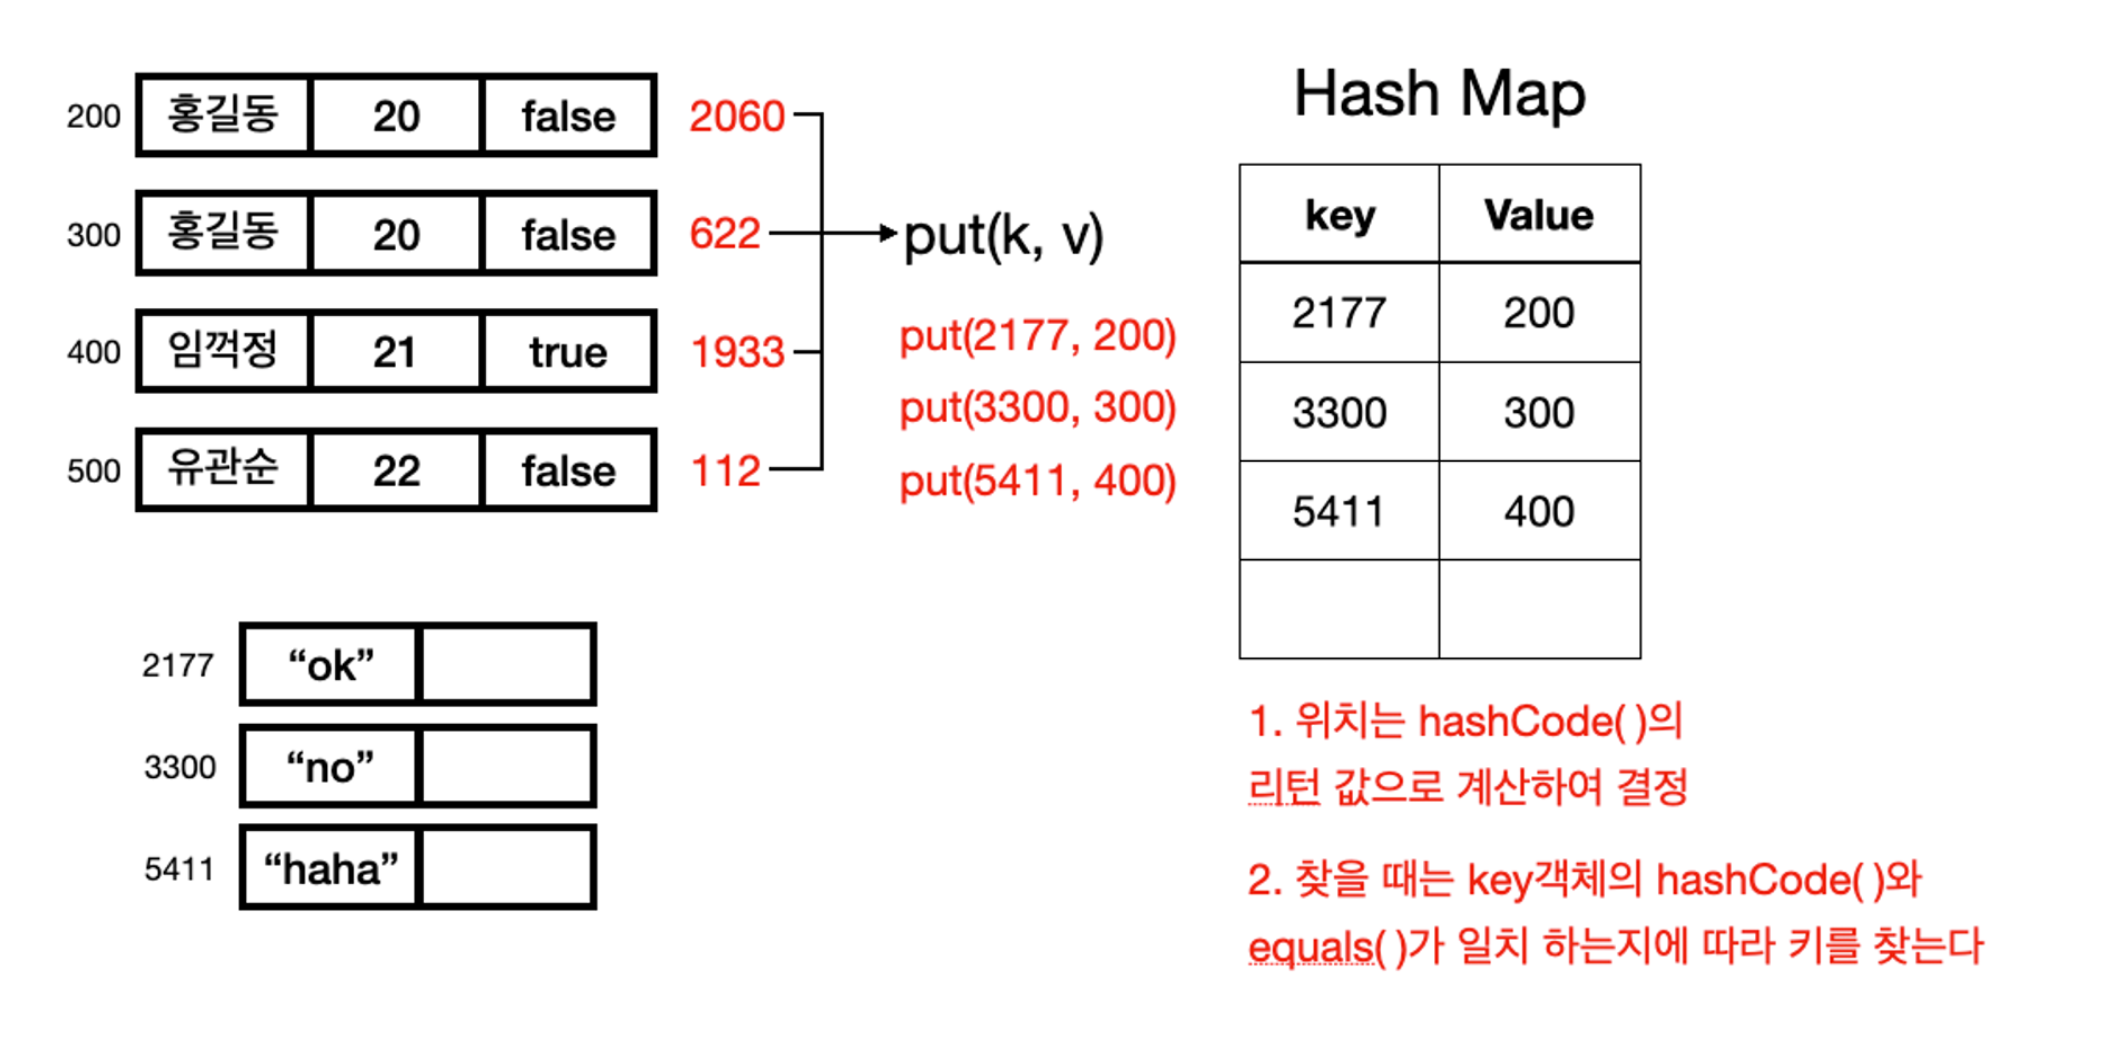 200 홍길동 20 false 2060
300 홍길동 20 false 622
400 임꺽정 21 true 1933
500 유관순 22 false 112
put(k, v)
put(2177, 200)
put(3300, 300)
put(5411, 400)
2177 “ok”
3300 “no”
5411 “haha”
Hash Map
key Value
2177 200
3300 300
5411 400
1. 위치는 hashCode( )의
리턴 값으로 계산하여 결정
2. 찾을 때는 key객체의 hashCode( )와
equals( )가 일치 하는지에 따라 키를 찾는다